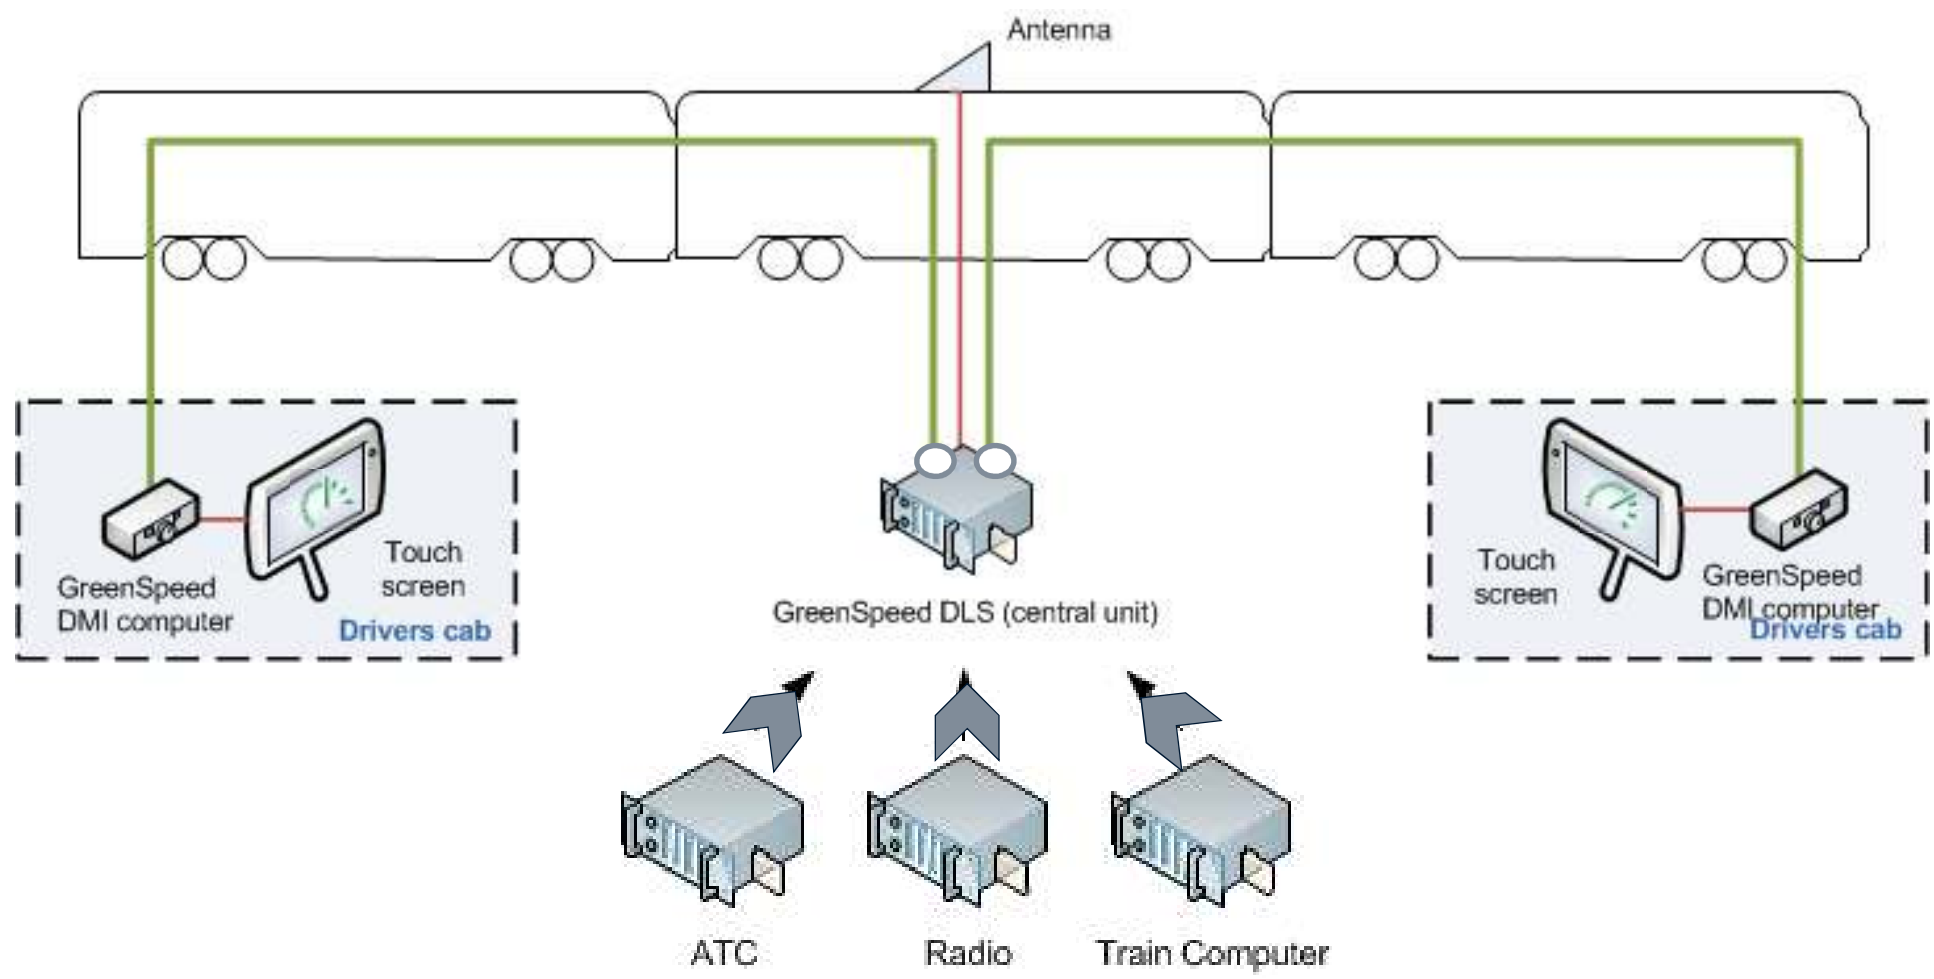 Antenna
GreenSpeed
DMI computer
Touch
screen
Drivers cab
GreenSpeed DLS (central unit)
Touch
screen
GreenSpeed
DMI computer
Drivers cab
ATC
Radio
Train Computer